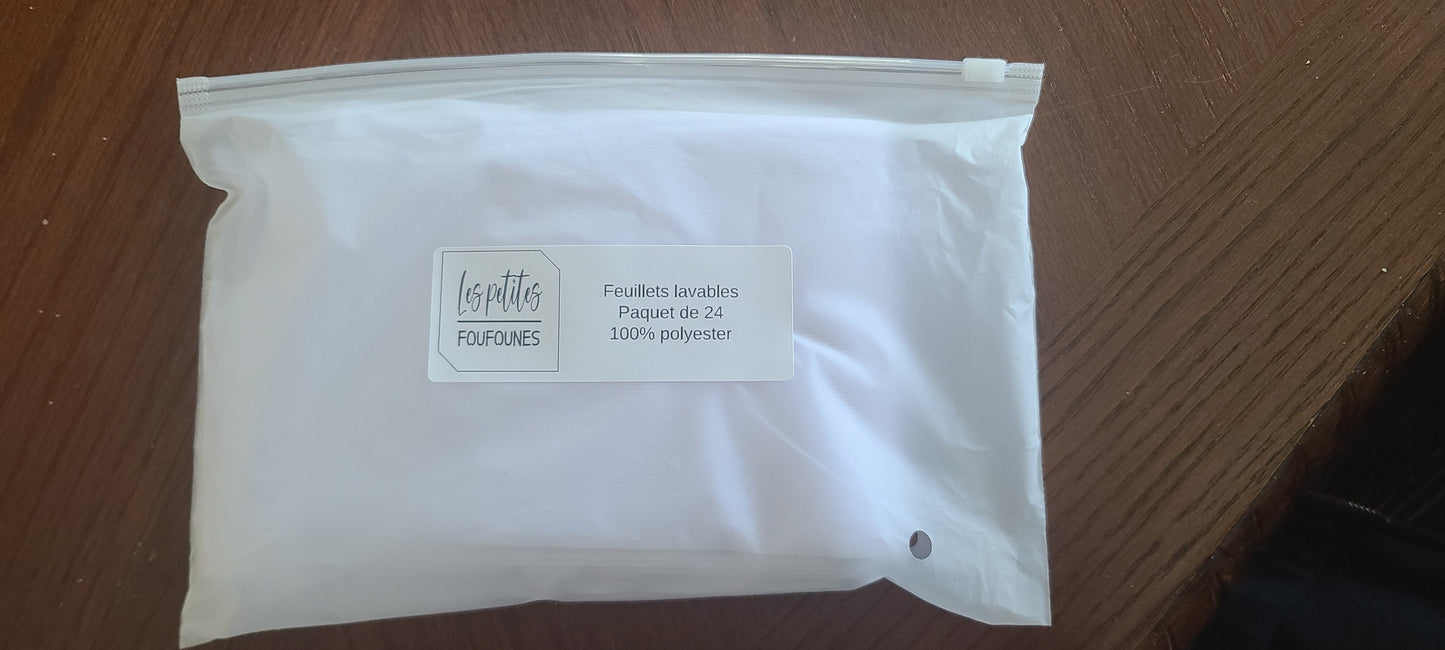 Les petites
FOUFOUNES
Feuillets lavables
Paquet de 24
100% polyester